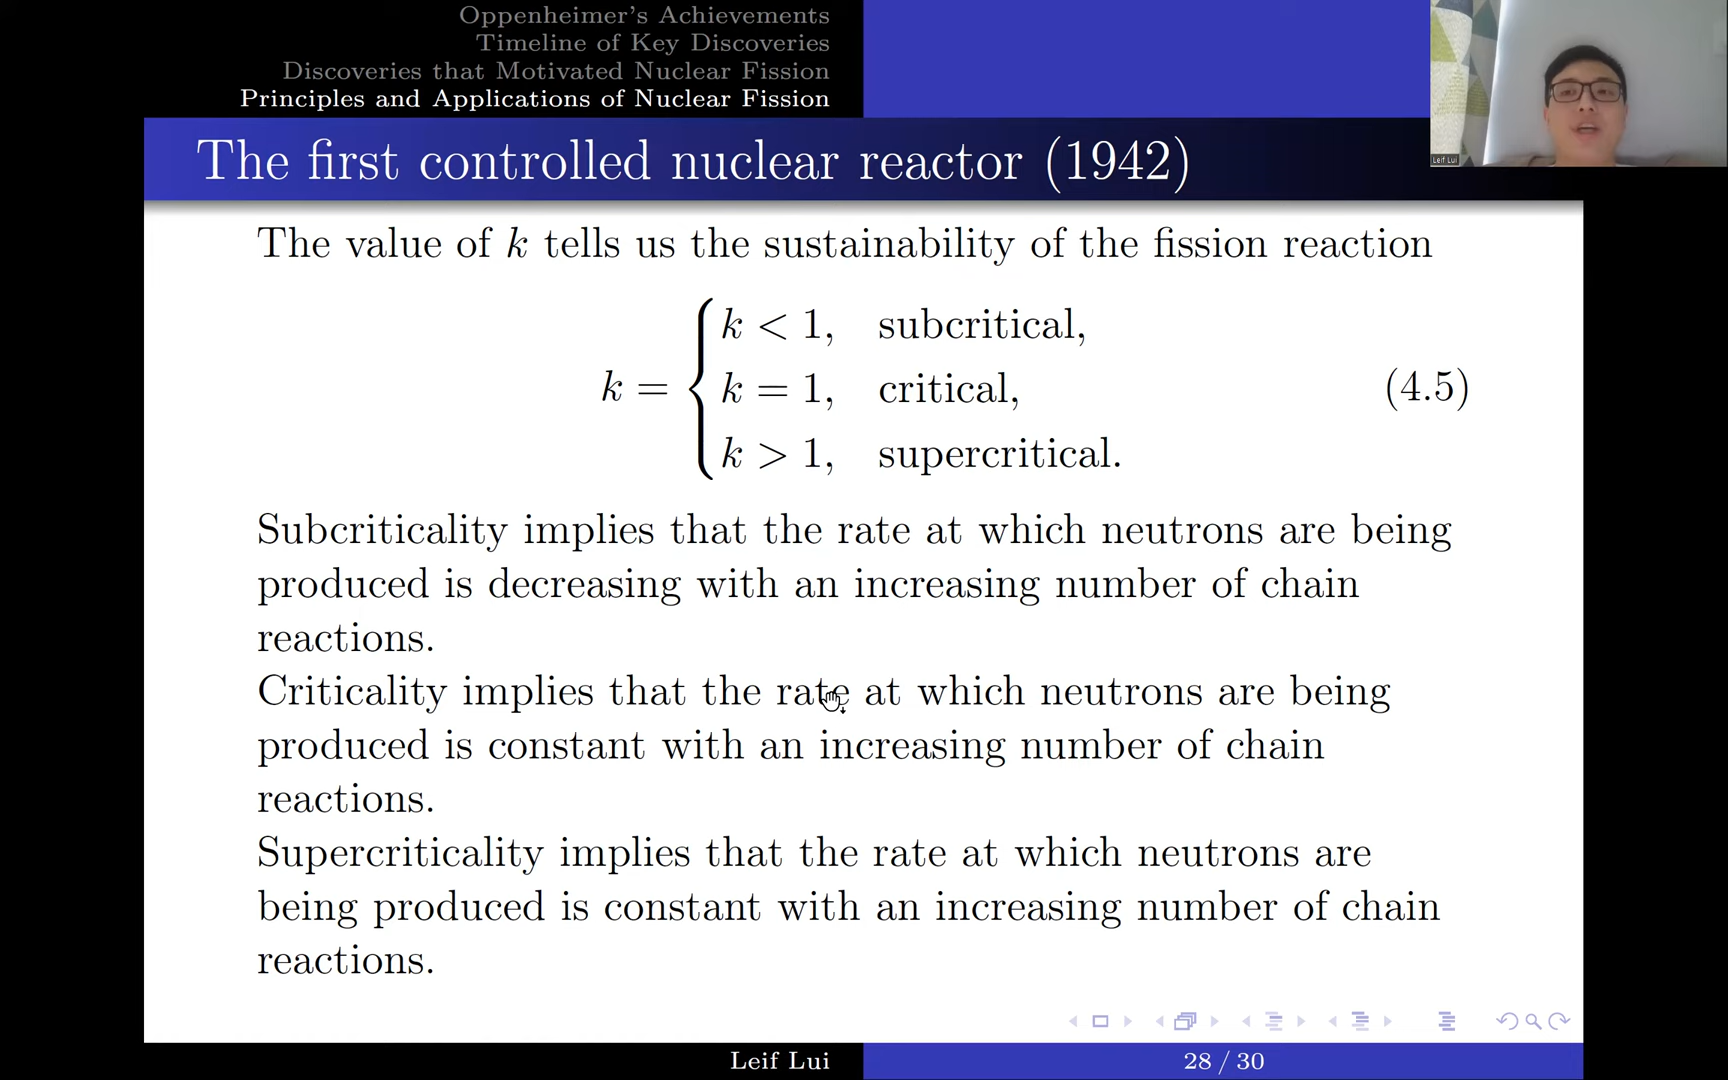 Oppenheimer's Achievements
Timeline of Key Discoveries
Discoveries that Motivated Nuclear Fission
Principles and Applications of Nuclear Fission
The first controlled nuclear reactor (1942)
Leif Lui
The value of k tells us the sustainability of the fission reaction
k < 1, subcritical,
k = k = 1, critical, (4.5)
k > 1, supercritical.
Subcriticality implies that the rate at which neutrons are being
produced is decreasing with an increasing number of chain
reactions.
Criticality implies that the rate at which neutrons are being
produced is constant with an increasing number of chain
reactions.
Supercriticality implies that the rate at which neutrons are
being produced is constant with an increasing number of chain
reactions.
Leif Lui 28 / 30